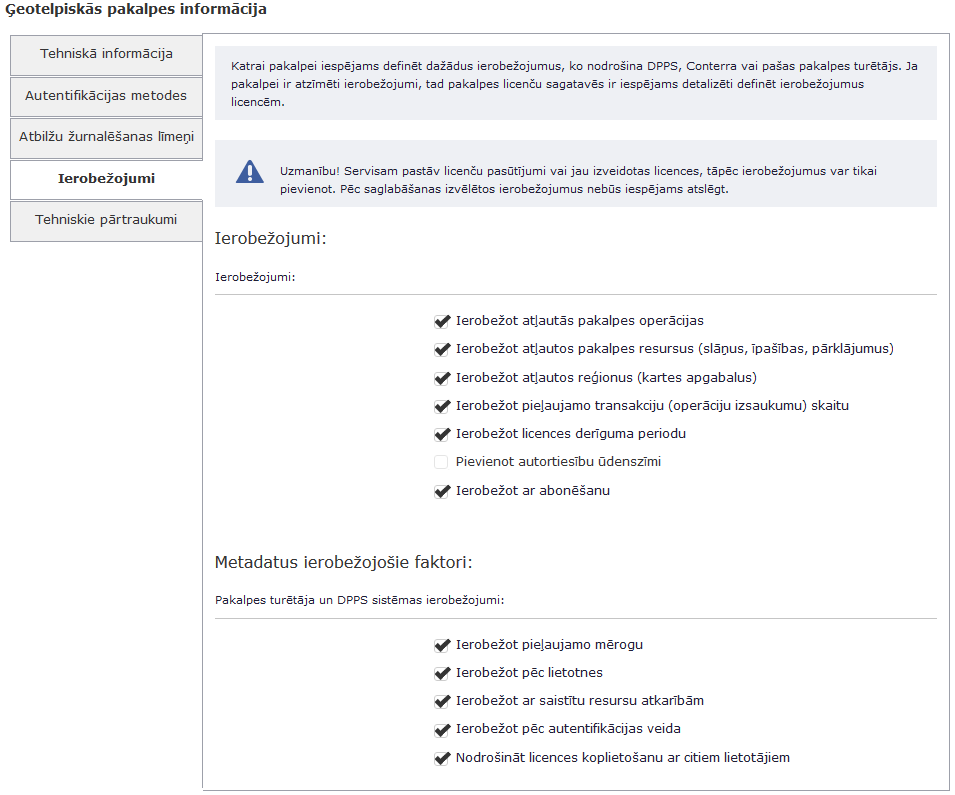 Ģeotelpiskās pakalpes informācija
Tehniskā informācija
Autentifikācijas metodes
Atbilžu žurnalēšanas līmeņi
Ierobežojumi
Tehniskie pārtraukumi
Katrai pakalpei iespējams definēt dažādus ierobežojumus, ko nodrošina DPPS, Conterra vai pašas pakalpes turētājs. Ja
pakalpei ir atzīmēti ierobežojumi, tad pakalpes licenču sagatavēs ir iespējams detalizēti definēt ierobežojumus
licencēm.
Uzmanību! Servisam pastāv licenču pasūtījumi vai jau izveidotas licences, tāpēc ierobežojumus var tikai
pievienot. Pēc saglabāšanas izvēlētos ierobežojumus nebūs iespējams atslēgt.
Ierobežojumi:
Ierobežojumi:
Ierobežot atļautās pakalpes operācijas
Ierobežot atļautos pakalpes resursus (slāņus, īpašības, pārklājumus)
Ierobežot atļautos reģionus (kartes apgabalus)
Ierobežot pieļaujamo transakciju (operāciju izsaukumu) skaitu
Ierobežot licences derīguma periodu
Pievienot autortiesību ūdenszīmi
Ierobežot ar abonēšanu
Metadatus ierobežojošie faktori:
Pakalpes turētāja un DPPS sistēmas ierobežojumi:
Ierobežot pieļaujamo mērogu
Ierobežot pēc lietotnes
Ierobežot ar saistītu resursu atkarībām
Ierobežot pēc autentifikācijas veida
Nodrošināt licences koplietošanu ar citiem lietotājiem